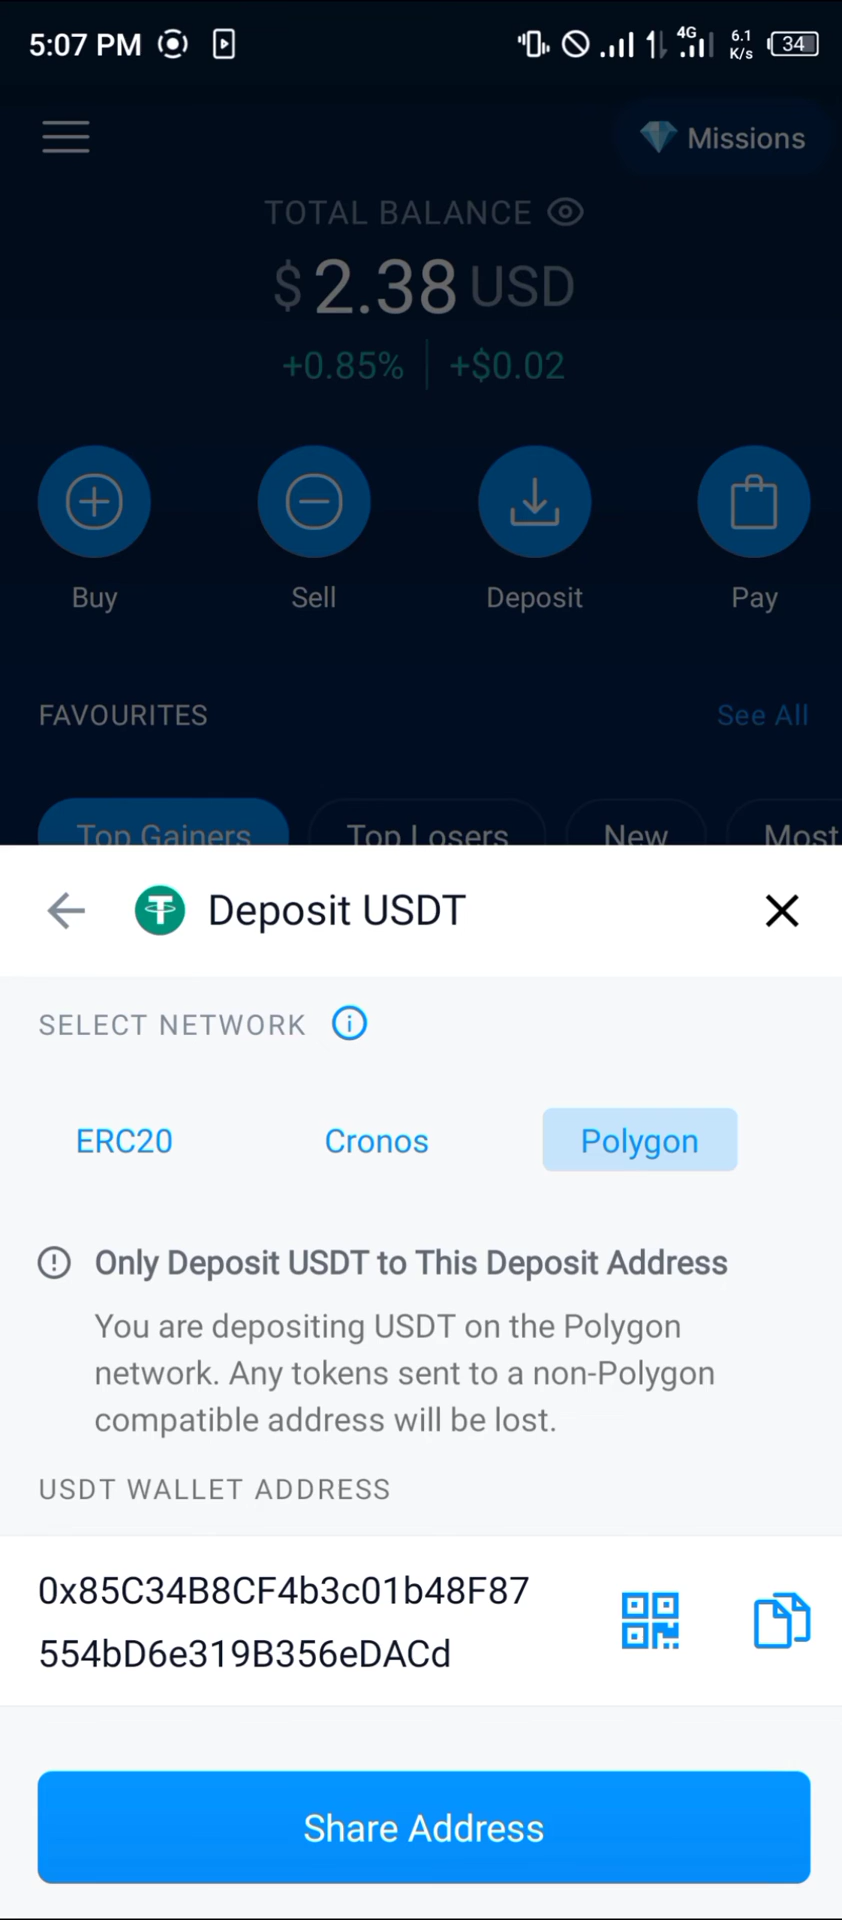 5:07 PM 4G 6.1 K/s 34
Missions
TOTAL BALANCE
$ 2.38 USD
+0.85% +$0.02
Buy Sell Deposit Pay
FAVOURITES See All
Top Gainers Top Losers New Most
Deposit USDT
SELECT NETWORK
ERC20 Cronos Polygon
Only Deposit USDT to This Deposit Address
You are depositing USDT on the Polygon
network. Any tokens sent to a non-Polygon
compatible address will be lost.
USDT WALLET ADDRESS
0x85C34B8CF4b3c01b48F87
554bD6e319B356eDACd
Share Address